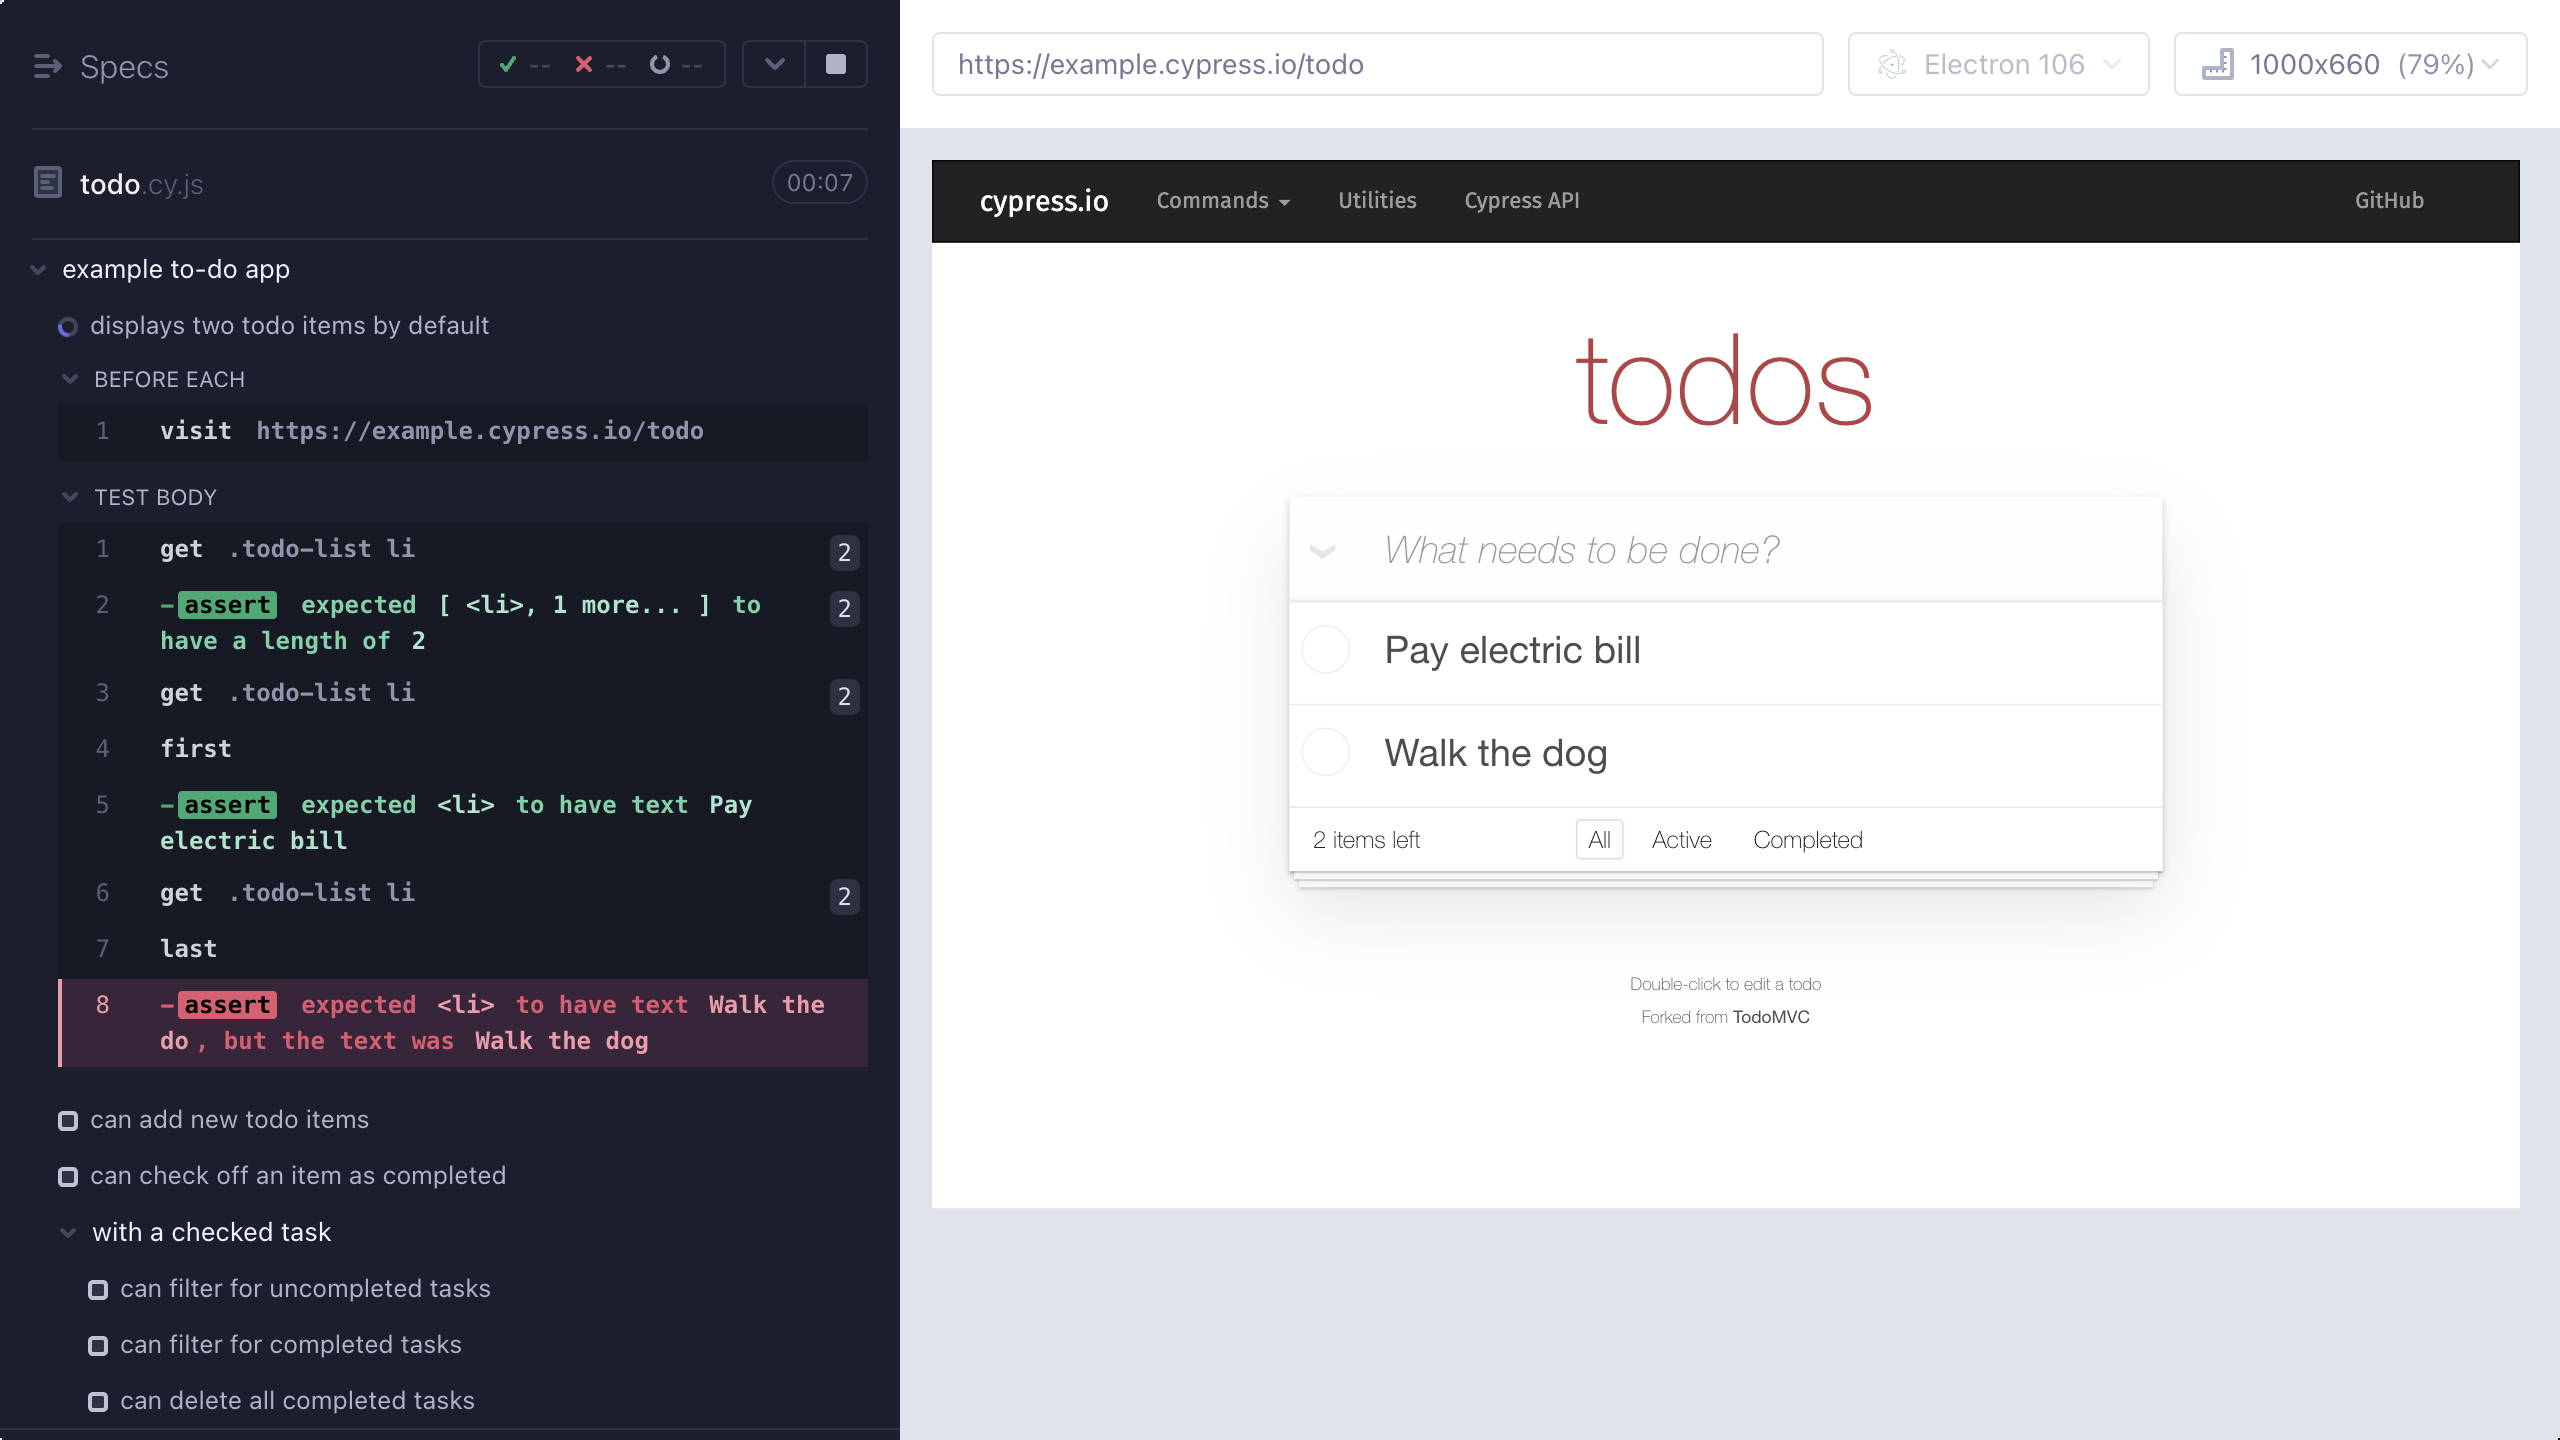 Specs
-- -- --
todo.cy.js
00:07
example to-do app
displays two todo items by default
BEFORE EACH
1 visit https://example.cypress.io/todo
TEST BODY
1 get .todo-list li 2
2 -assert expected [ <li>, 1 more... ] to 2
have a length of 2
3 get .todo-list li 2
4 first
5 -assert expected <li> to have text Pay
electric bill
6 get .todo-list li 2
7 last
8 -assert expected <li> to have text Walk the
do, but the text was Walk the dog
can add new todo items
can check off an item as completed
with a checked task
can filter for uncompleted tasks
can filter for completed tasks
can delete all completed tasks
https://example.cypress.io/todo
Electron 106
1000x660 (79%)
cypress.io Commands Utilities Cypress API GitHub
todos
What needs to be done?
Pay electric bill
Walk the dog
2 items left All Active Completed
Double-click to edit a todo
Forked from TodoMVC